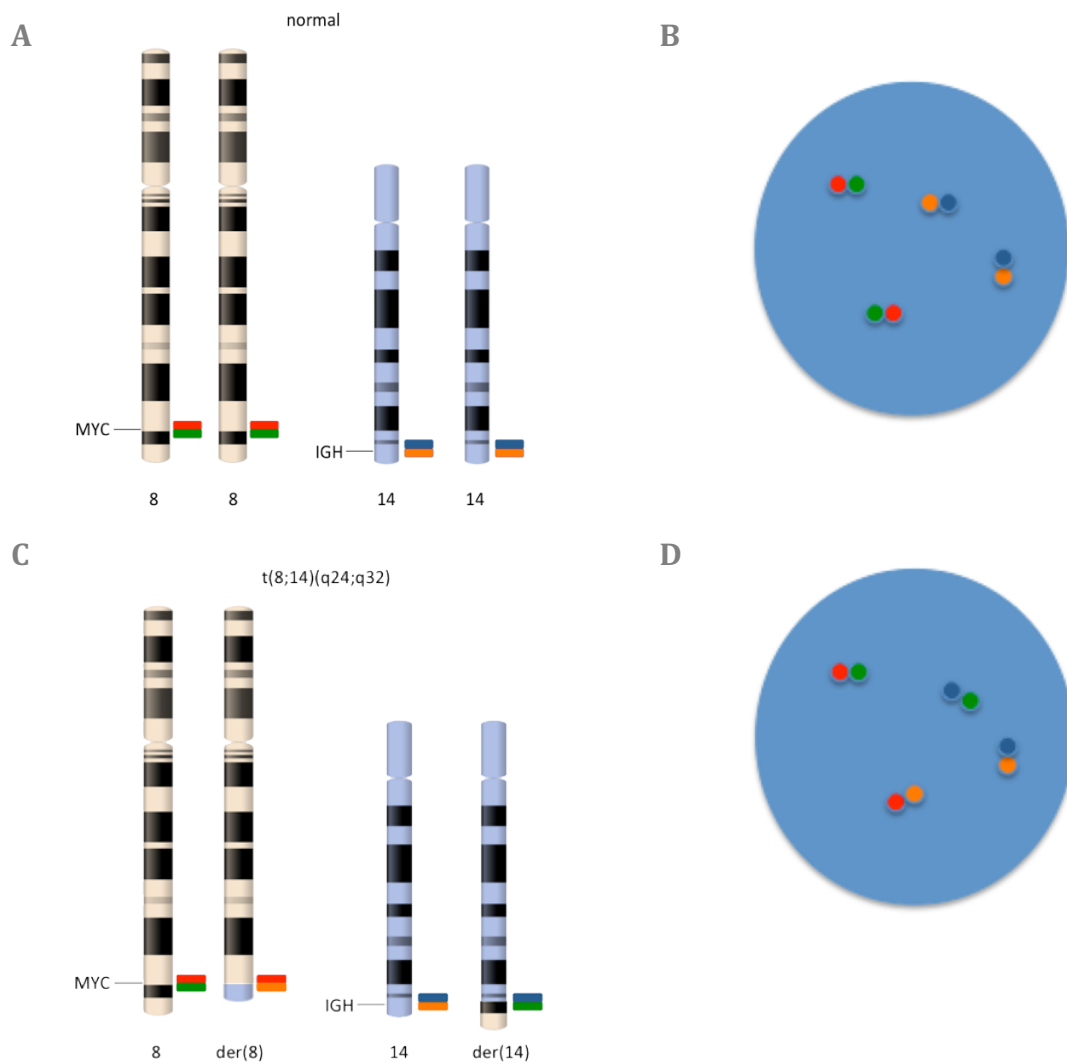 A
normal
B
MYC
IGH
8 8 14 14
C
t(8;14)(q24;q32)
D
MYC
IGH
8 der(8) 14 der(14)